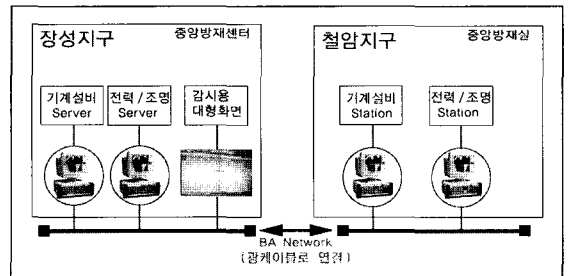 장성지구
중앙방재센터
기계설비
Server
전력 / 조명
Server
감시용
대형화면
철암지구
중앙방재실
기계설비
Station
전력 / 조명
Station
BA Network
(광케이블로 연결)